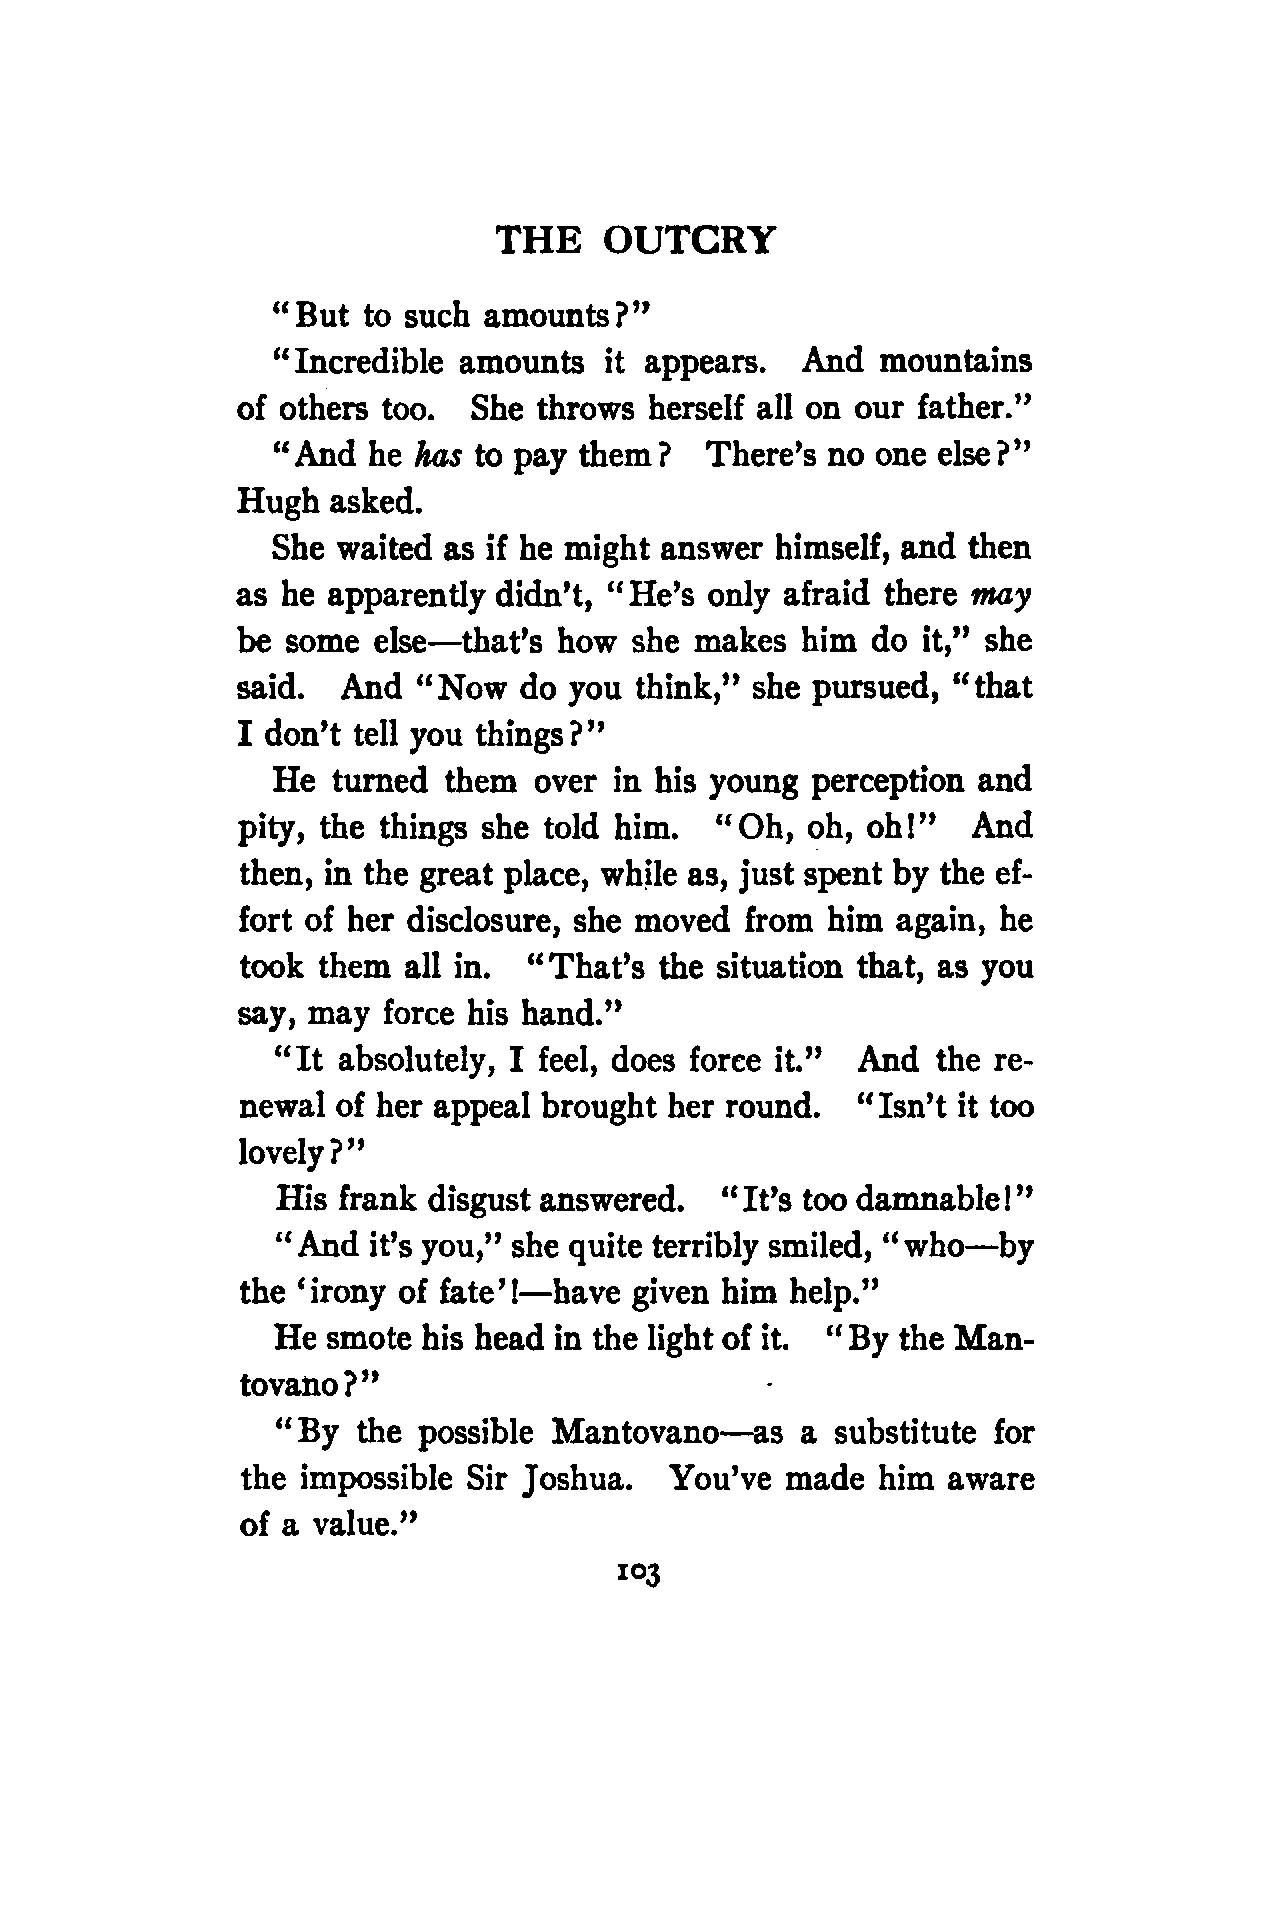 THE OUTCRY
"But to such amounts?"
"Incredible amounts it appears. And mountains
of others too. She throws herself all on our father."
"And he has to pay them? There's no one else?"
Hugh asked.
She waited as if he might answer himself, and then
as he apparently didn't, "He's only afraid there may
be some else—that's how she makes him do it," she
said. And "Now do you think," she pursued, "that
I don't tell you things?"
He turned them over in his young perception and
pity, the things she told him. "Oh, oh, oh!" And
then, in the great place, while as, just spent by the ef-
fort of her disclosure, she moved from him again, he
took them all in. "That's the situation that, as you
say, may force his hand."
"It absolutely, I feel, does force it." And the re-
newal of her appeal brought her round. "Isn't it too
lovely?"
His frank disgust answered. "It's too damnable!"
"And it's you," she quite terribly smiled, "who—by
the 'irony of fate'!—have given him help."
He smote his head in the light of it. "By the Man-
tovano?"
"By the possible Mantovano—as a substitute for
the impossible Sir Joshua. You've made him aware
of a value."
103